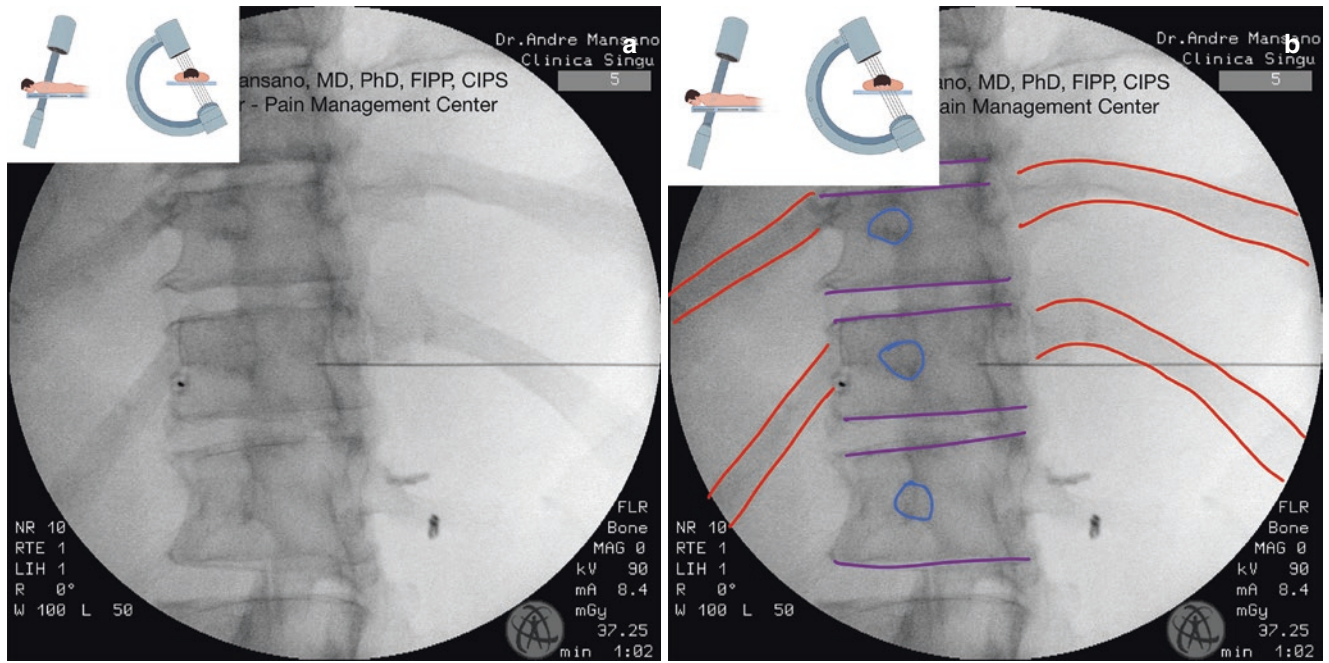 Dr.Andre Mansano
a
Clinica Singu
5
ansano, MD, PhD, FIPP, CIPS
r - Pain Management Center
NR 10
RTE 1
LIH 1
R 0°
W 100 L 50
FLR
Bone
MAG 0
kV 90
mA 8.4
mGy
37.25
min 1:02
Dr.Andre Mansano
b
Clinica Singu
5
no, MD, PhD, FIPP, CIPS
ain Management Center
NR 10
RTE 1
LIH 1
R 0°
W 100 L 50
FLR
Bone
MAG 0
kV 90
mA 8.4
mGy
37.25
min 1:02